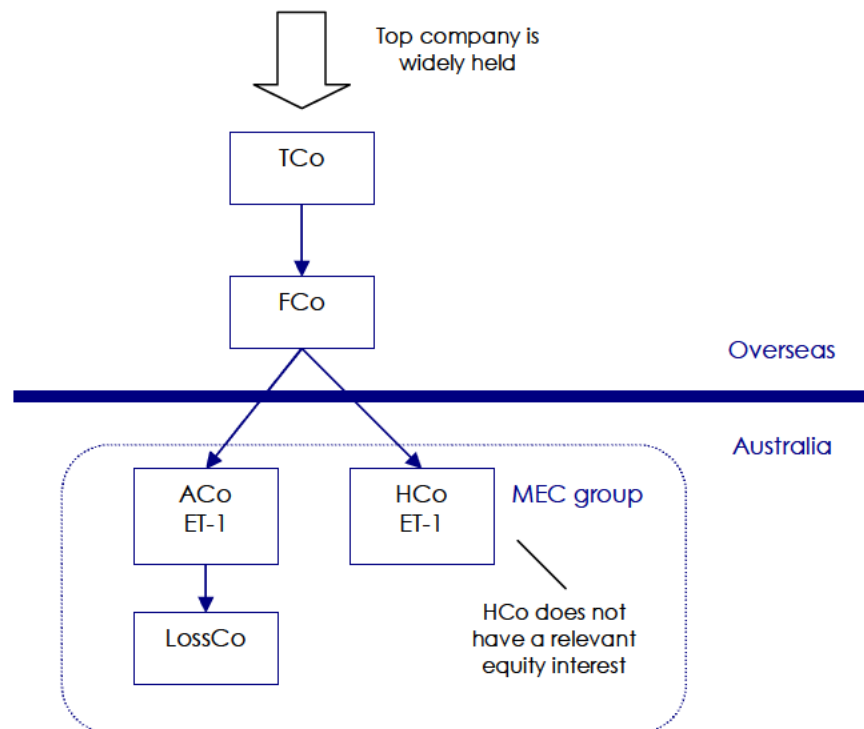 Top company is
widely held
TCo
FCo
Overseas
Australia
ACo
ET-1
HCo
ET-1
MEC group
LossCo
HCo does not
have a relevant
equity interest